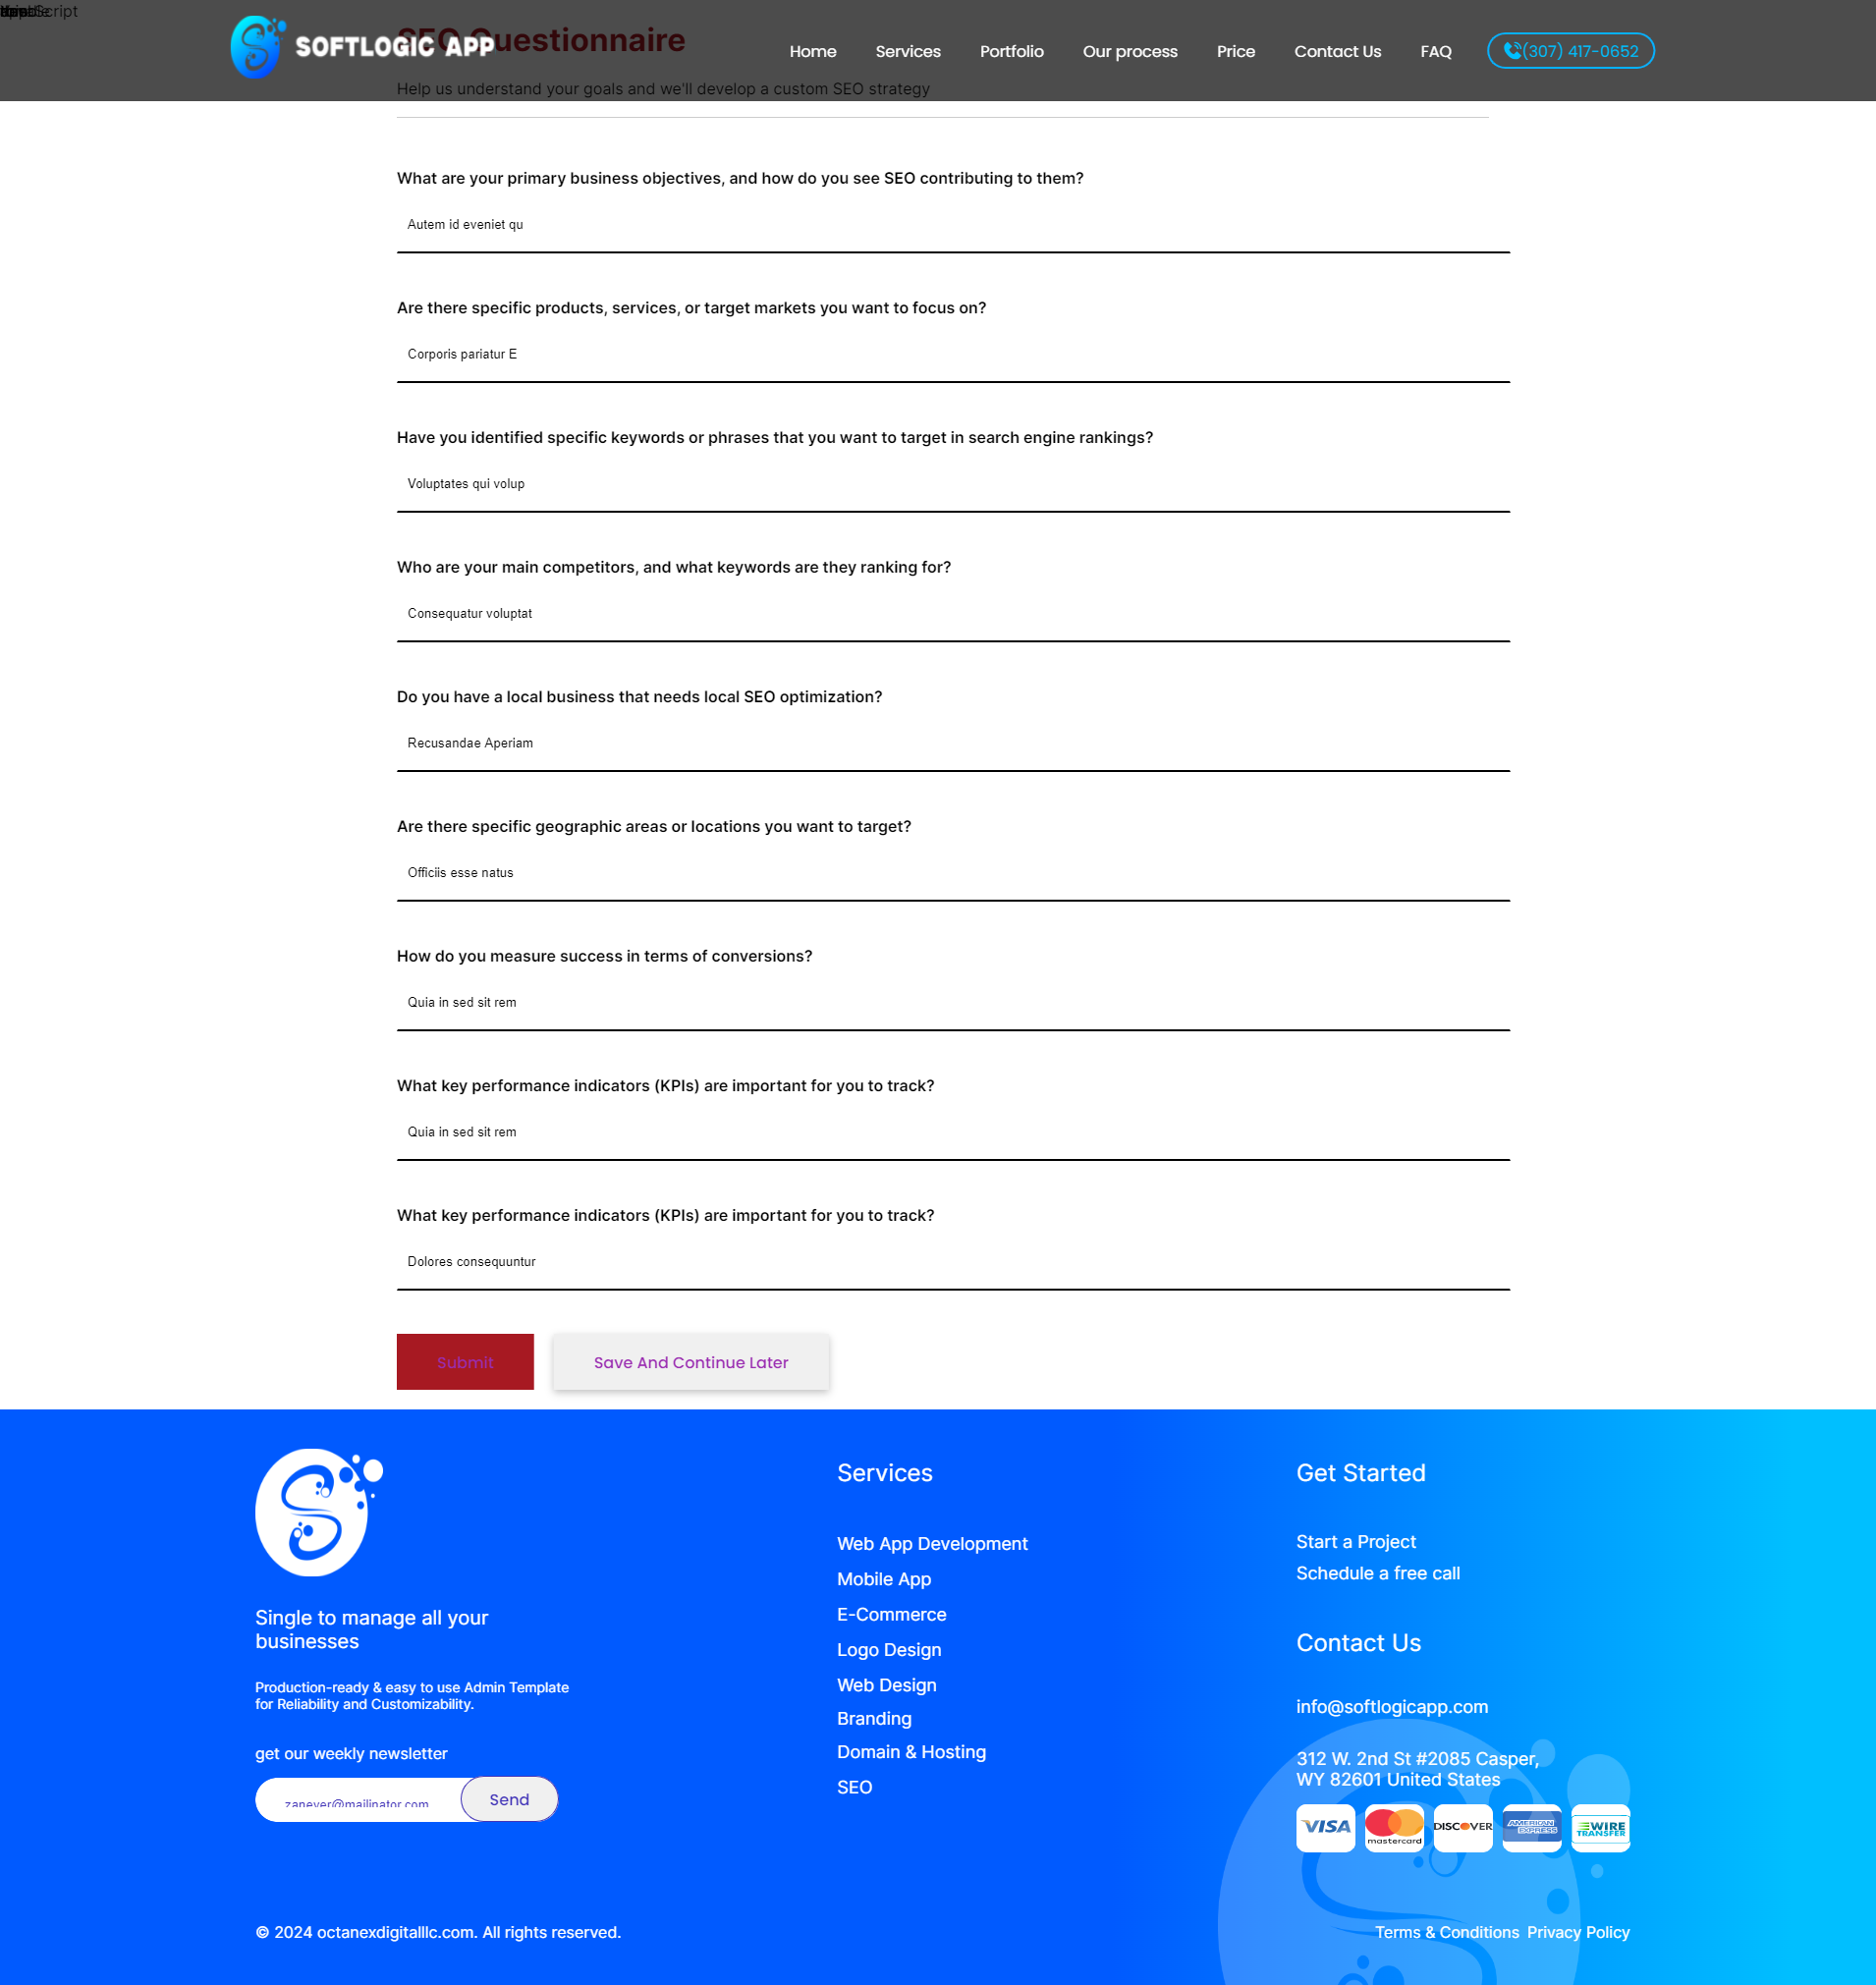 SOFTLOGIC APP
SEO Questionnaire
Home
Services
Portfolio
Our process
Price
Contact Us
FAQ
(307) 417-0652
Help us understand your goals and we'll develop a custom SEO strategy
What are your primary business objectives, and how do you see SEO contributing to them?
Autem id eveniet qu
Are there specific products, services, or target markets you want to focus on?
Corporis pariatur E
Have you identified specific keywords or phrases that you want to target in search engine rankings?
Voluptates qui volup
Who are your main competitors, and what keywords are they ranking for?
Consequatur voluptat
Do you have a local business that needs local SEO optimization?
Recusandae Aperiam
Are there specific geographic areas or locations you want to target?
Officiis esse natus
How do you measure success in terms of conversions?
Quia in sed sit rem
What key performance indicators (KPIs) are important for you to track?
Quia in sed sit rem
What key performance indicators (KPIs) are important for you to track?
Dolores consequuntur
Submit
Save And Continue Later
Single to manage all your
businesses
Production-ready & easy to use Admin Template
for Reliability and Customizability.
get our weekly newsletter
zanever@mailinator.com
Send
Services
Web App Development
Mobile App
E-Commerce
Logo Design
Web Design
Branding
Domain & Hosting
SEO
Get Started
Start a Project
Schedule a free call
Contact Us
info@softlogicapp.com
312 W. 2nd St #2085 Casper,
WY 82601 United States
VISA
mastercard
DISCOVER
AMERICAN
EXPRESS
WIRE
TRANSFER
© 2024 octanexdigitalllc.com. All rights reserved.
Terms & Conditions
Privacy Policy